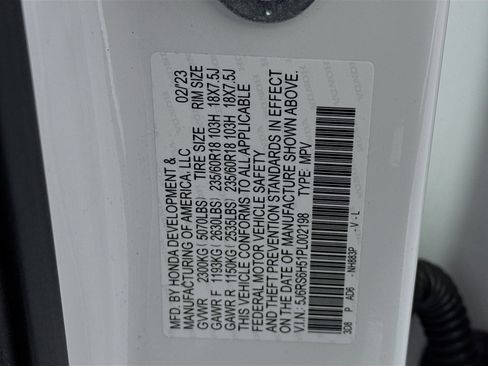 MFD. BY HONDA DEVELOPMENT & 02/'23
MANUFACTURING OF AMERICA, LLC
TIRE SIZE RIM SIZE
GVWR 2300KG (5070LBS)
GAWR F 1193KG (2630LBS) 235/60R18 103H 18X7.5J
GAWR R 1150KG (2535LBS) 235/60R18 103H 18X7.5J
THIS VEHICLE CONFORMS TO ALL APPLICABLE
FEDERAL MOTOR VEHICLE SAFETY
AND THEFT PREVENTION STANDARDS IN EFFECT
ON THE DATE OF MANUFACTURE SHOWN ABOVE.
V.I.N.: 5J6RS9H51PL002198 TYPE: MPV
3D8 P AD6 - NH883P - V - L